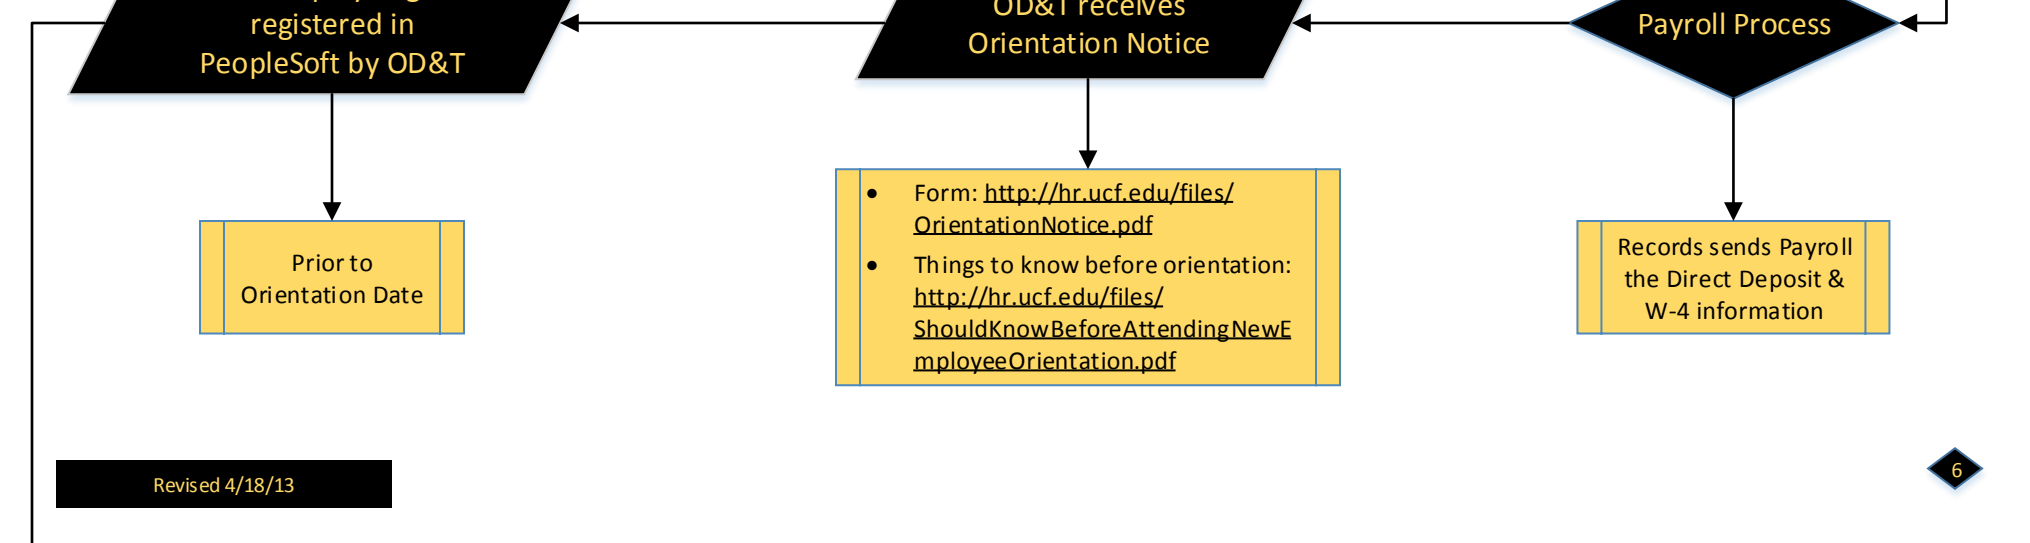 registered in
PeopleSoft by OD&T
OD&T receives
Orientation Notice
Payroll Process
Prior to
Orientation Date
• Form: http://hr.ucf.edu/files/
OrientationNotice.pdf
• Things to know before orientation:
http://hr.ucf.edu/files/
ShouldKnowBeforeAttendingNewE
mployeeOrientation.pdf
Records sends Payroll
the Direct Deposit &
W-4 information
Revised 4/18/13
6